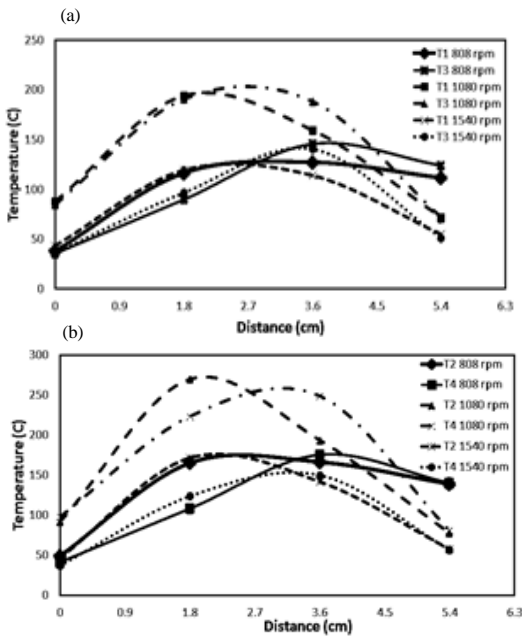 (a)
250
200
150
100
50
0
Temperature (C)
T1 808 rpm
T3 808 rpm
T1 1080 rpm
T3 1080 rpm
T1 1540 rpm
T3 1540 rpm
0 0.9 1.8 2.7 3.6 4.5 5.4 6.3
Distance (cm)
(b)
300
250
200
150
100
50
0
Temperature (C)
T2 808 rpm
T4 808 rpm
T2 1080 rpm
T4 1080 rpm
T2 1540 rpm
T4 1540 rpm
0 0.9 1.8 2.7 3.6 4.5 5.4 6.3
Distance (cm)